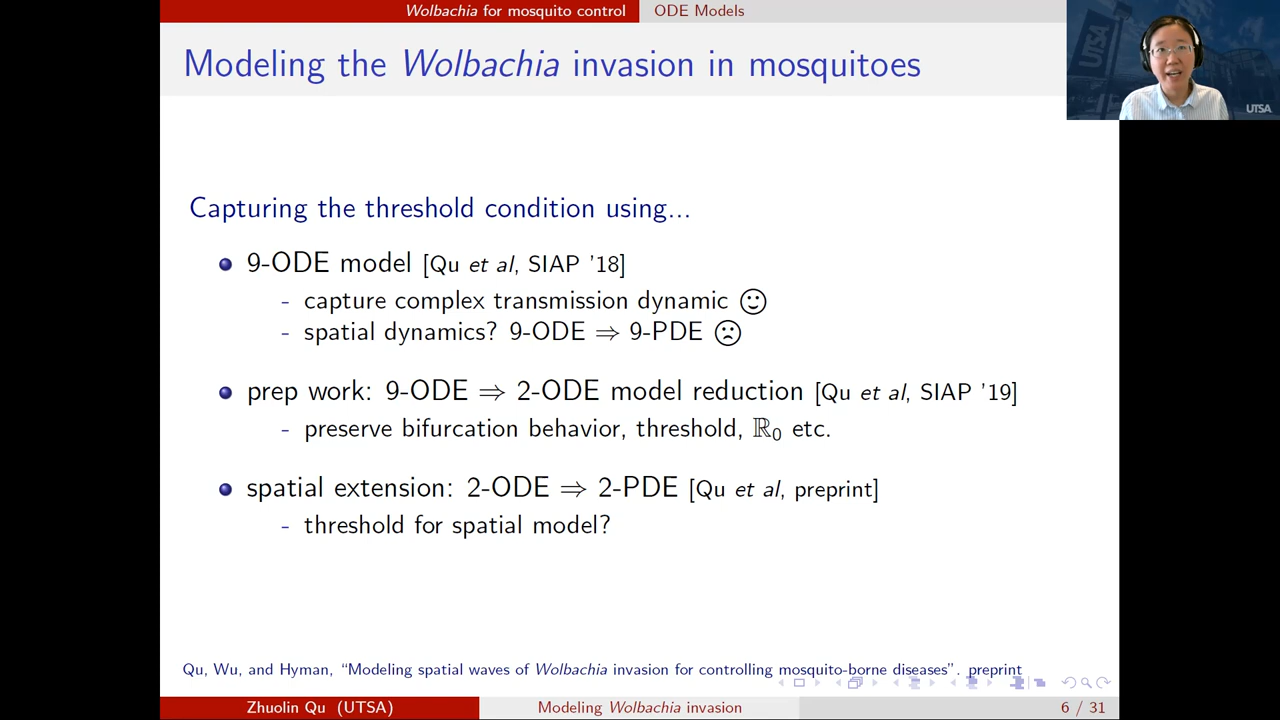 Wolbachia for mosquito control ODE Models
Modeling the Wolbachia invasion in mosquitoes
UTSA
UTSA
Capturing the threshold condition using...
9-ODE model [Qu et al, SIAP '18]
- capture complex transmission dynamic ☺
- spatial dynamics? 9-ODE ⇒ 9-PDE ☹
prep work: 9-ODE ⇒ 2-ODE model reduction [Qu et al, SIAP '19]
- preserve bifurcation behavior, threshold, ℝ₀ etc.
spatial extension: 2-ODE ⇒ 2-PDE [Qu et al, preprint]
- threshold for spatial model?
Qu, Wu, and Hyman, “Modeling spatial waves of Wolbachia invasion for controlling mosquito-borne diseases”. preprint
Zhuolin Qu (UTSA) Modeling Wolbachia invasion 6 / 31